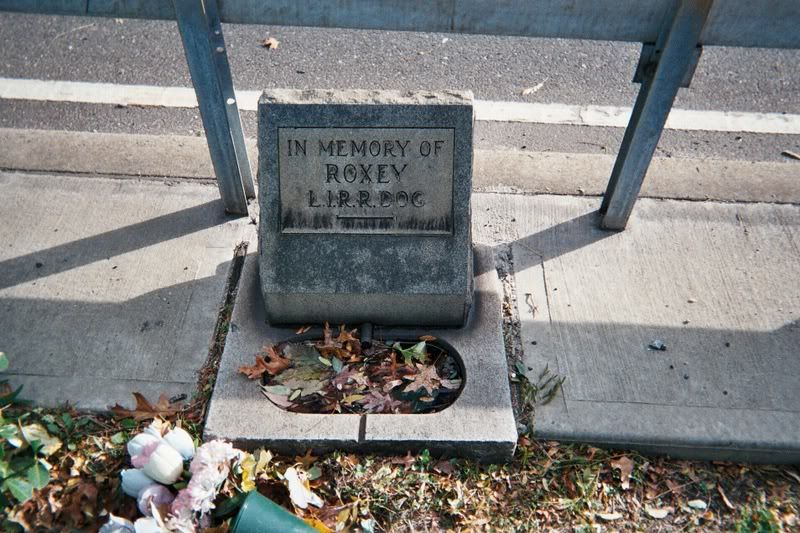 IN MEMORY OF
ROXEY
L.I.R.R. DOG